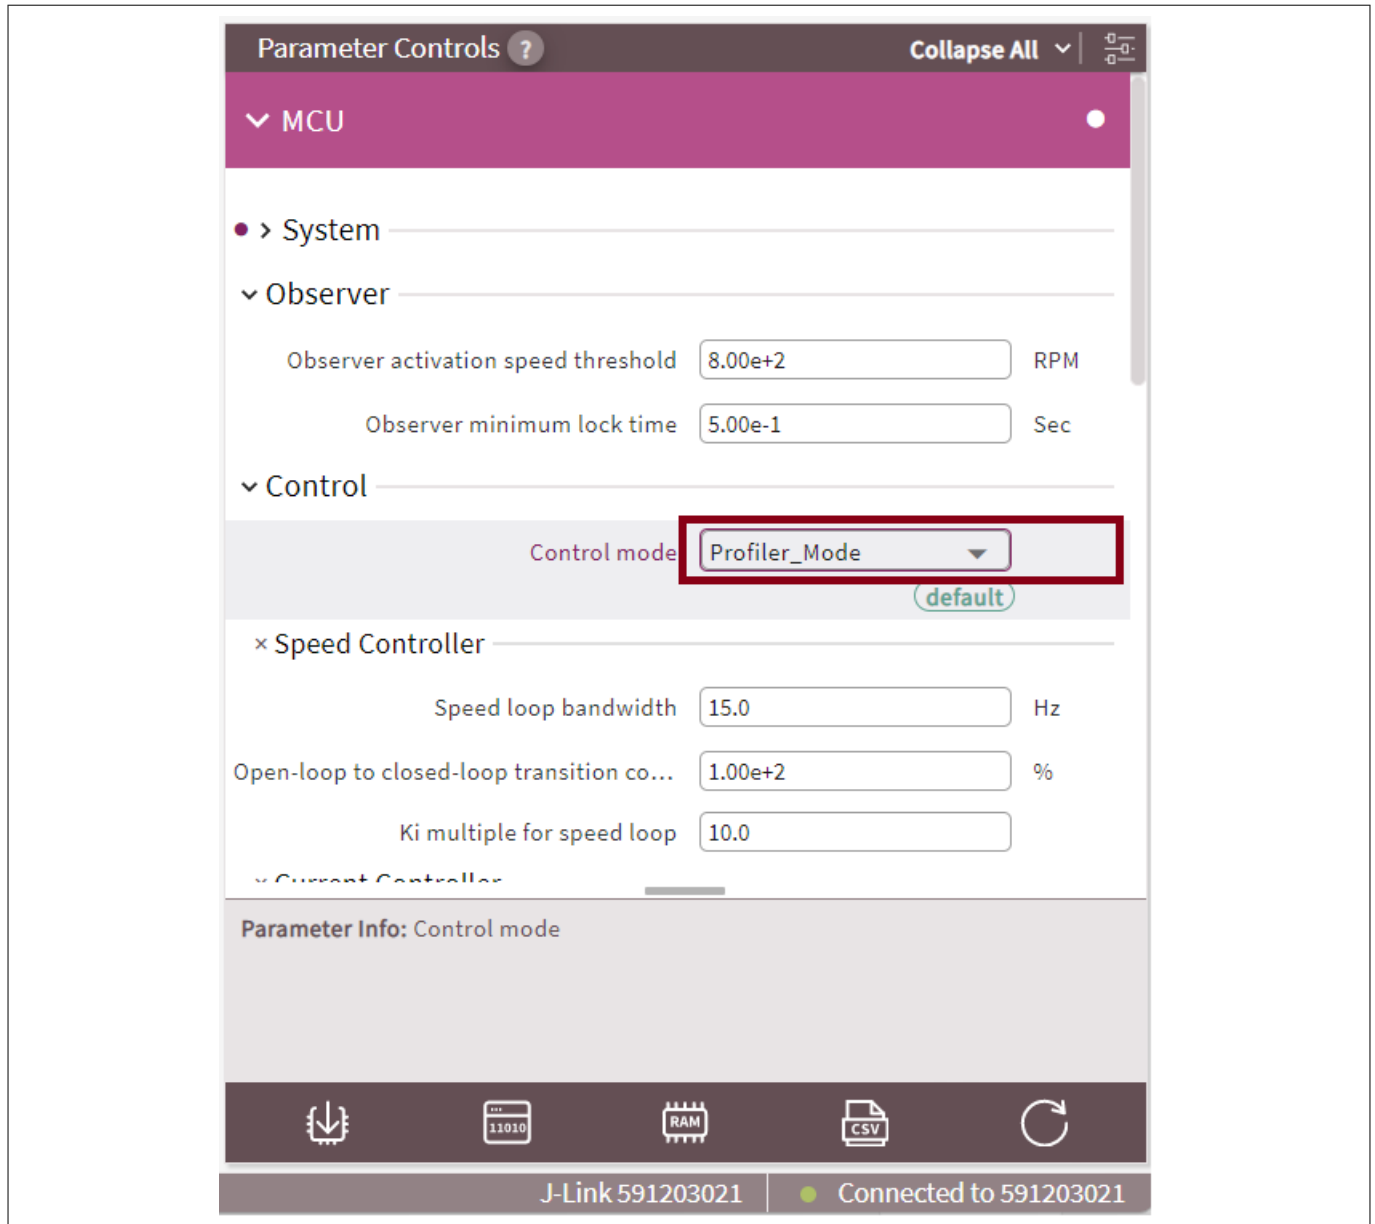 Parameter Controls ? Collapse All
MCU
System
Observer
Observer activation speed threshold 8.00e+2 RPM
Observer minimum lock time 5.00e-1 Sec
Control
Control mode Profiler_Mode
default
Speed Controller
Speed loop bandwidth 15.0 Hz
Open-loop to closed-loop transition co... 1.00e+2 %
Ki multiple for speed loop 10.0
Current Controller
Parameter Info: Control mode
11010 RAM CSV
J-Link 591203021 Connected to 591203021